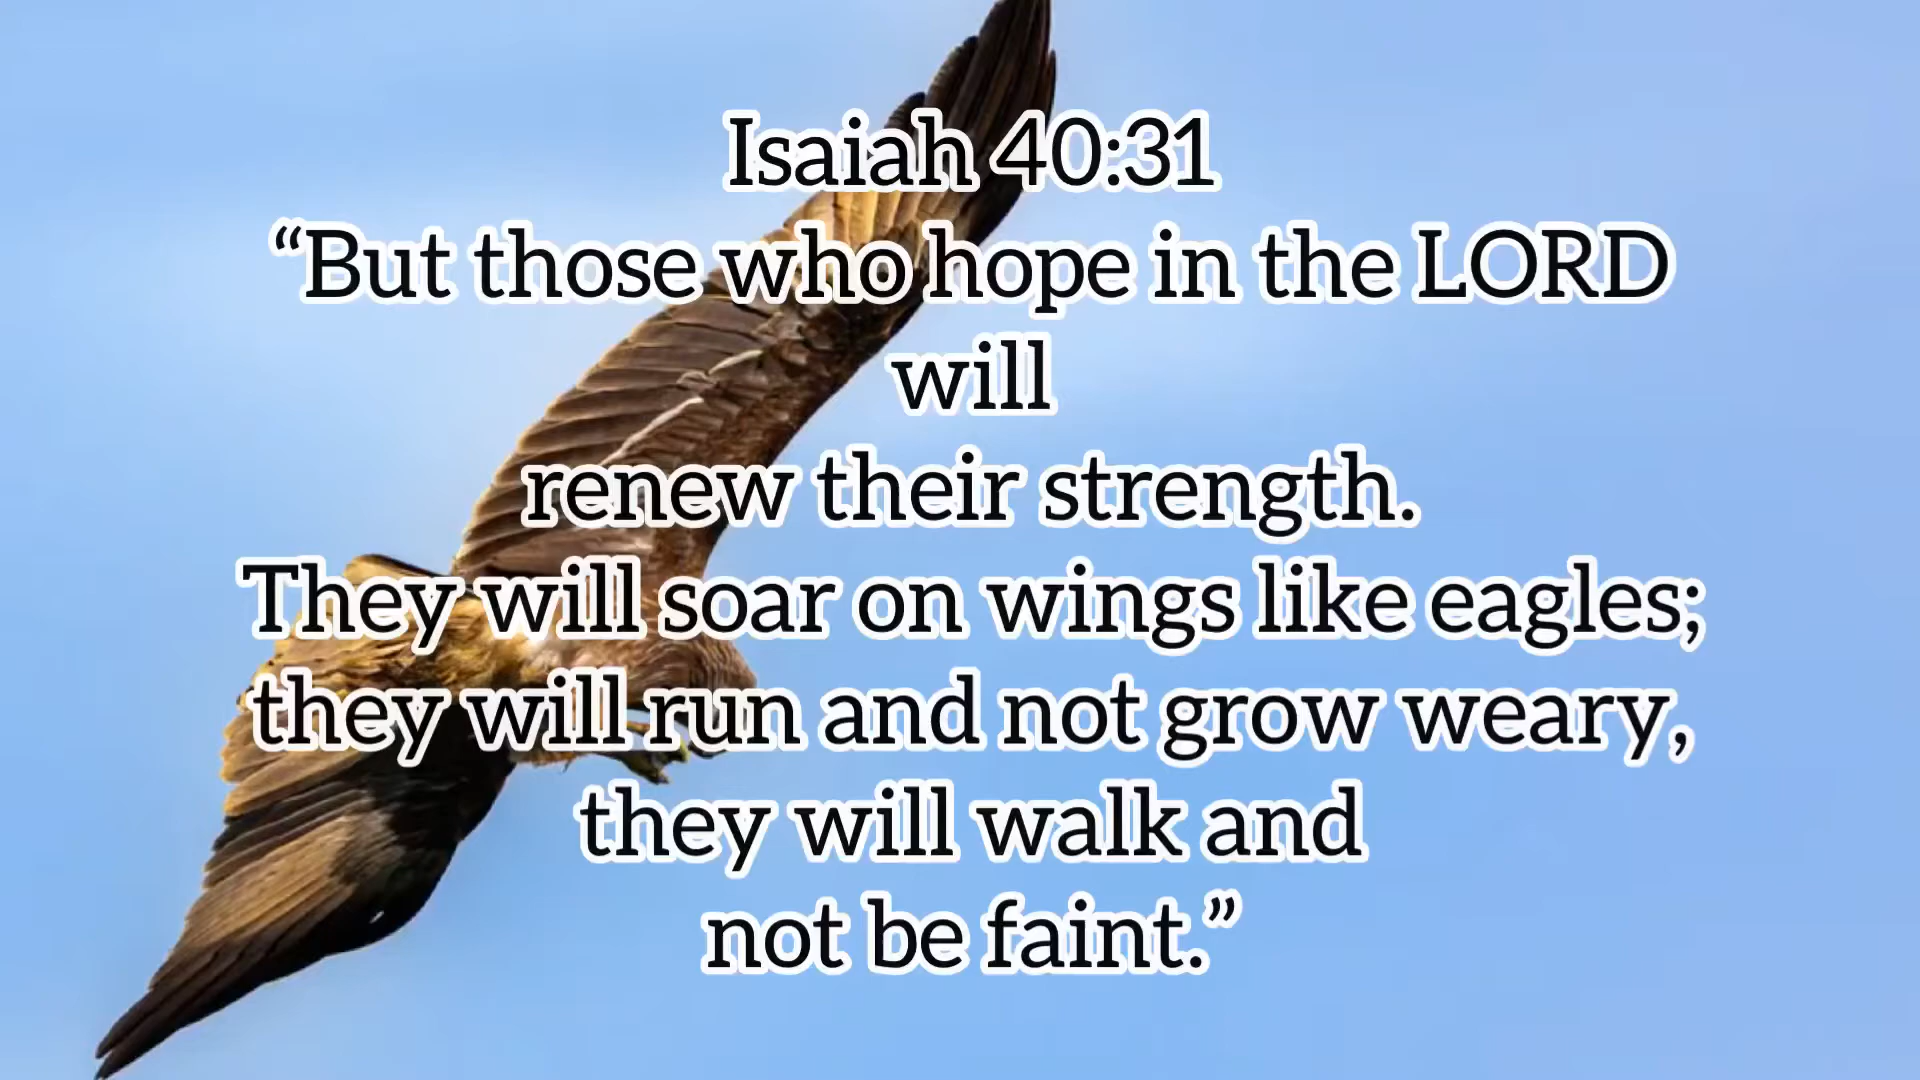 Isaiah 40:31
“But those who hope in the LORD
will
renew their strength.
They will soar on wings like eagles;
they will run and not grow weary,
they will walk and
not be faint.”